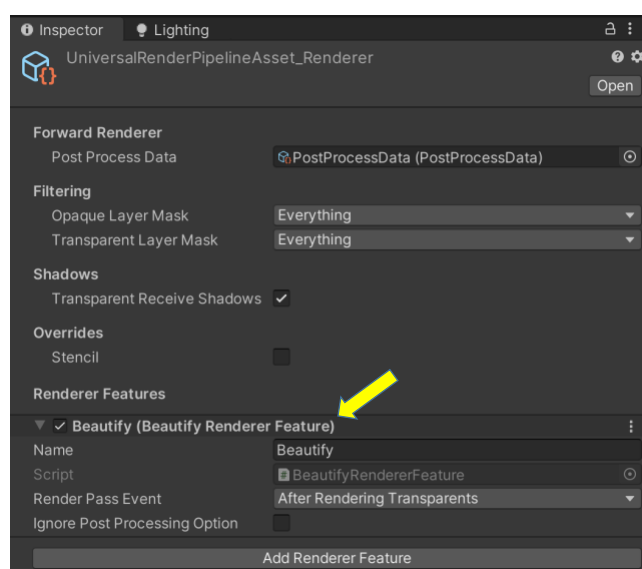 Inspector Lighting
UniversalRenderPipelineAsset_Renderer
Open
Forward Renderer
Post Process Data PostProcessData (PostProcessData)
Filtering
Opaque Layer Mask Everything
Transparent Layer Mask Everything
Shadows
Transparent Receive Shadows
Overrides
Stencil
Renderer Features
Beautify (Beautify Renderer Feature)
Name Beautify
Script BeautifyRendererFeature
Render Pass Event After Rendering Transparents
Ignore Post Processing Option
Add Renderer Feature